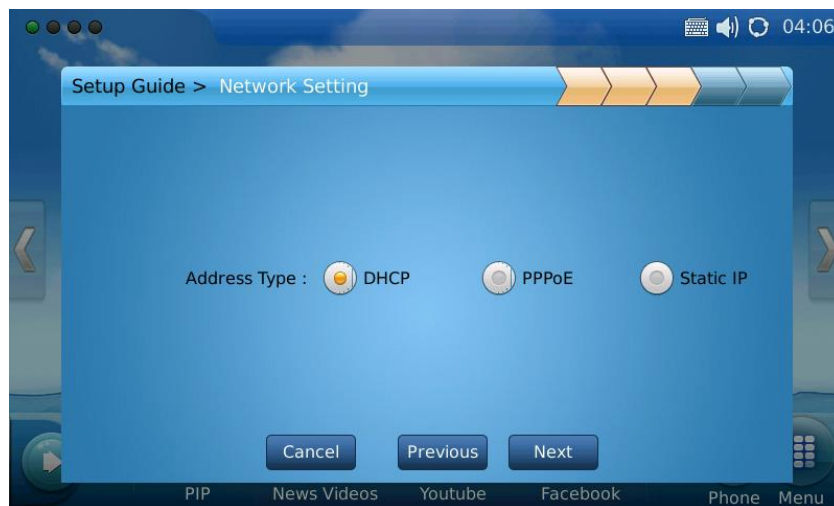 04:06
Setup Guide > Network Setting
Address Type : DHCP PPPoE Static IP
Cancel Previous Next
PIP News Videos Youtube Facebook Phone Menu